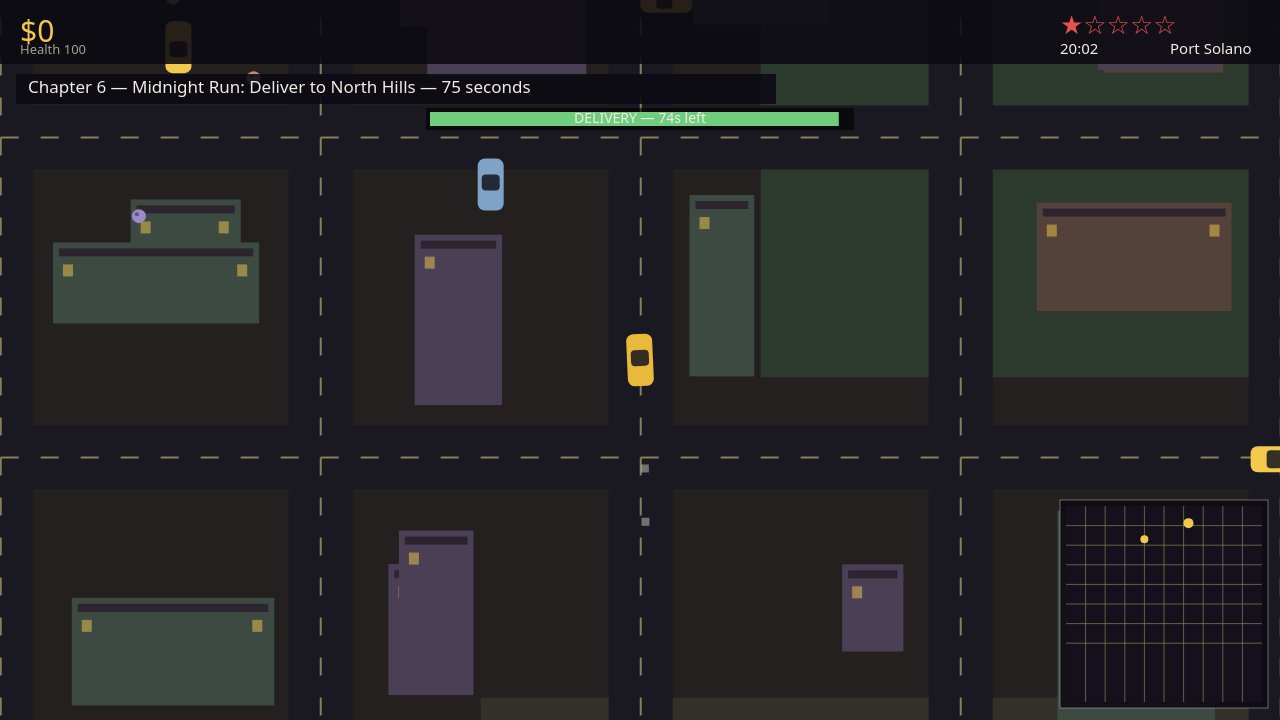 $0
Health 100
★☆☆☆☆
20:02
Port Solano
Chapter 6 — Midnight Run: Deliver to North Hills — 75 seconds
DELIVERY — 74s left